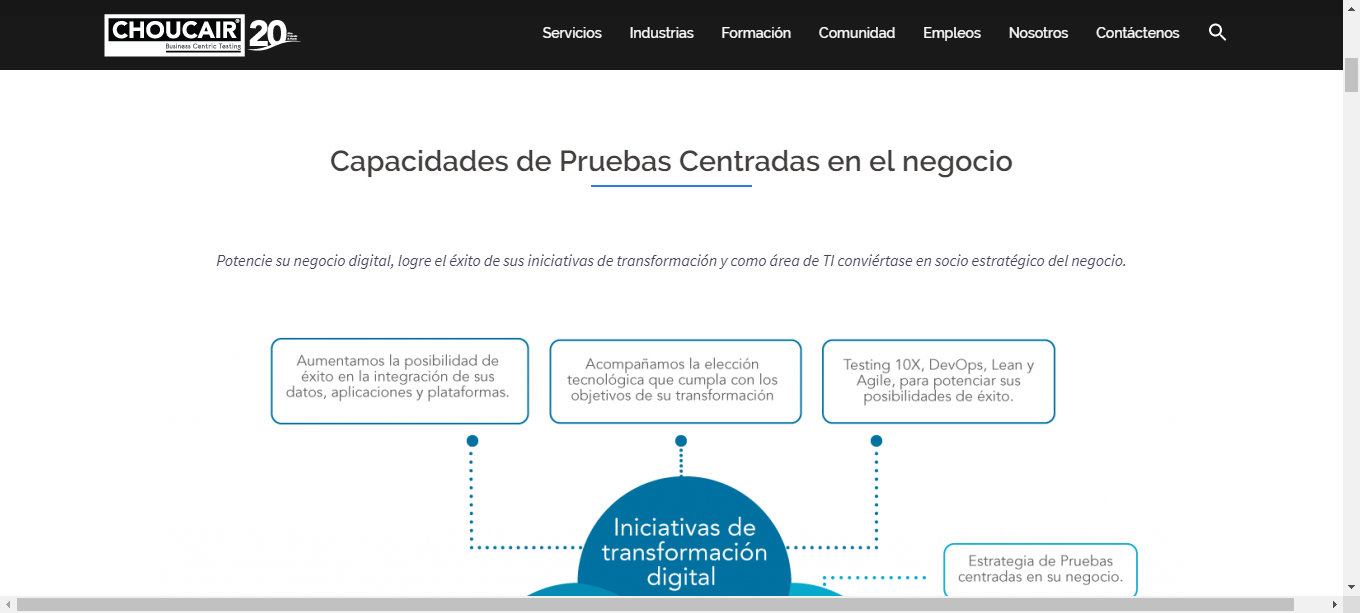 CHOUCAIR
Business Centric Testing
20
Servicios Industrias Formación Comunidad Empleos Nosotros Contáctenos
Capacidades de Pruebas Centradas en el negocio
Potencie su negocio digital, logre el éxito de sus iniciativas de transformación y como área de TI conviértase en socio estratégico del negocio.
Aumentamos la posibilidad de
éxito en la integración de sus
datos, aplicaciones y plataformas.
Acompañamos la elección
tecnológica que cumpla con los
objetivos de su transformación
Testing 10X, DevOps, Lean y
Agile, para potenciar sus
posibilidades de éxito.
Iniciativas de
transformación
digital
Estrategia de Pruebas
centradas en su negocio.